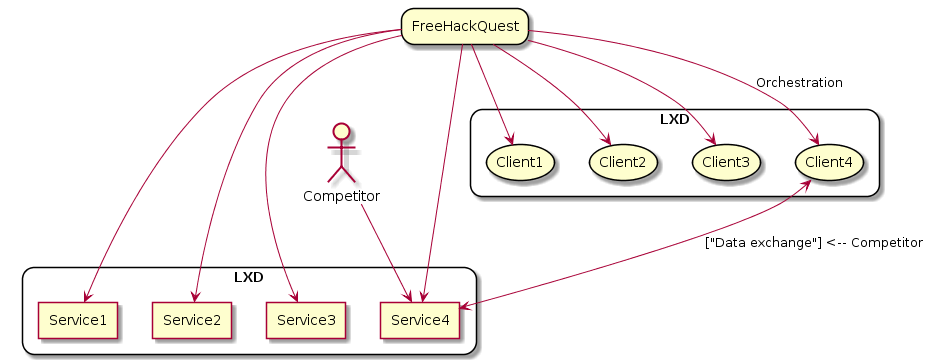 FreeHackQuest
Orchestration
LXD
Client1
Client2
Client3
Client4
Competitor
["Data exchange"] <-- Competitor
LXD
Service1
Service2
Service3
Service4